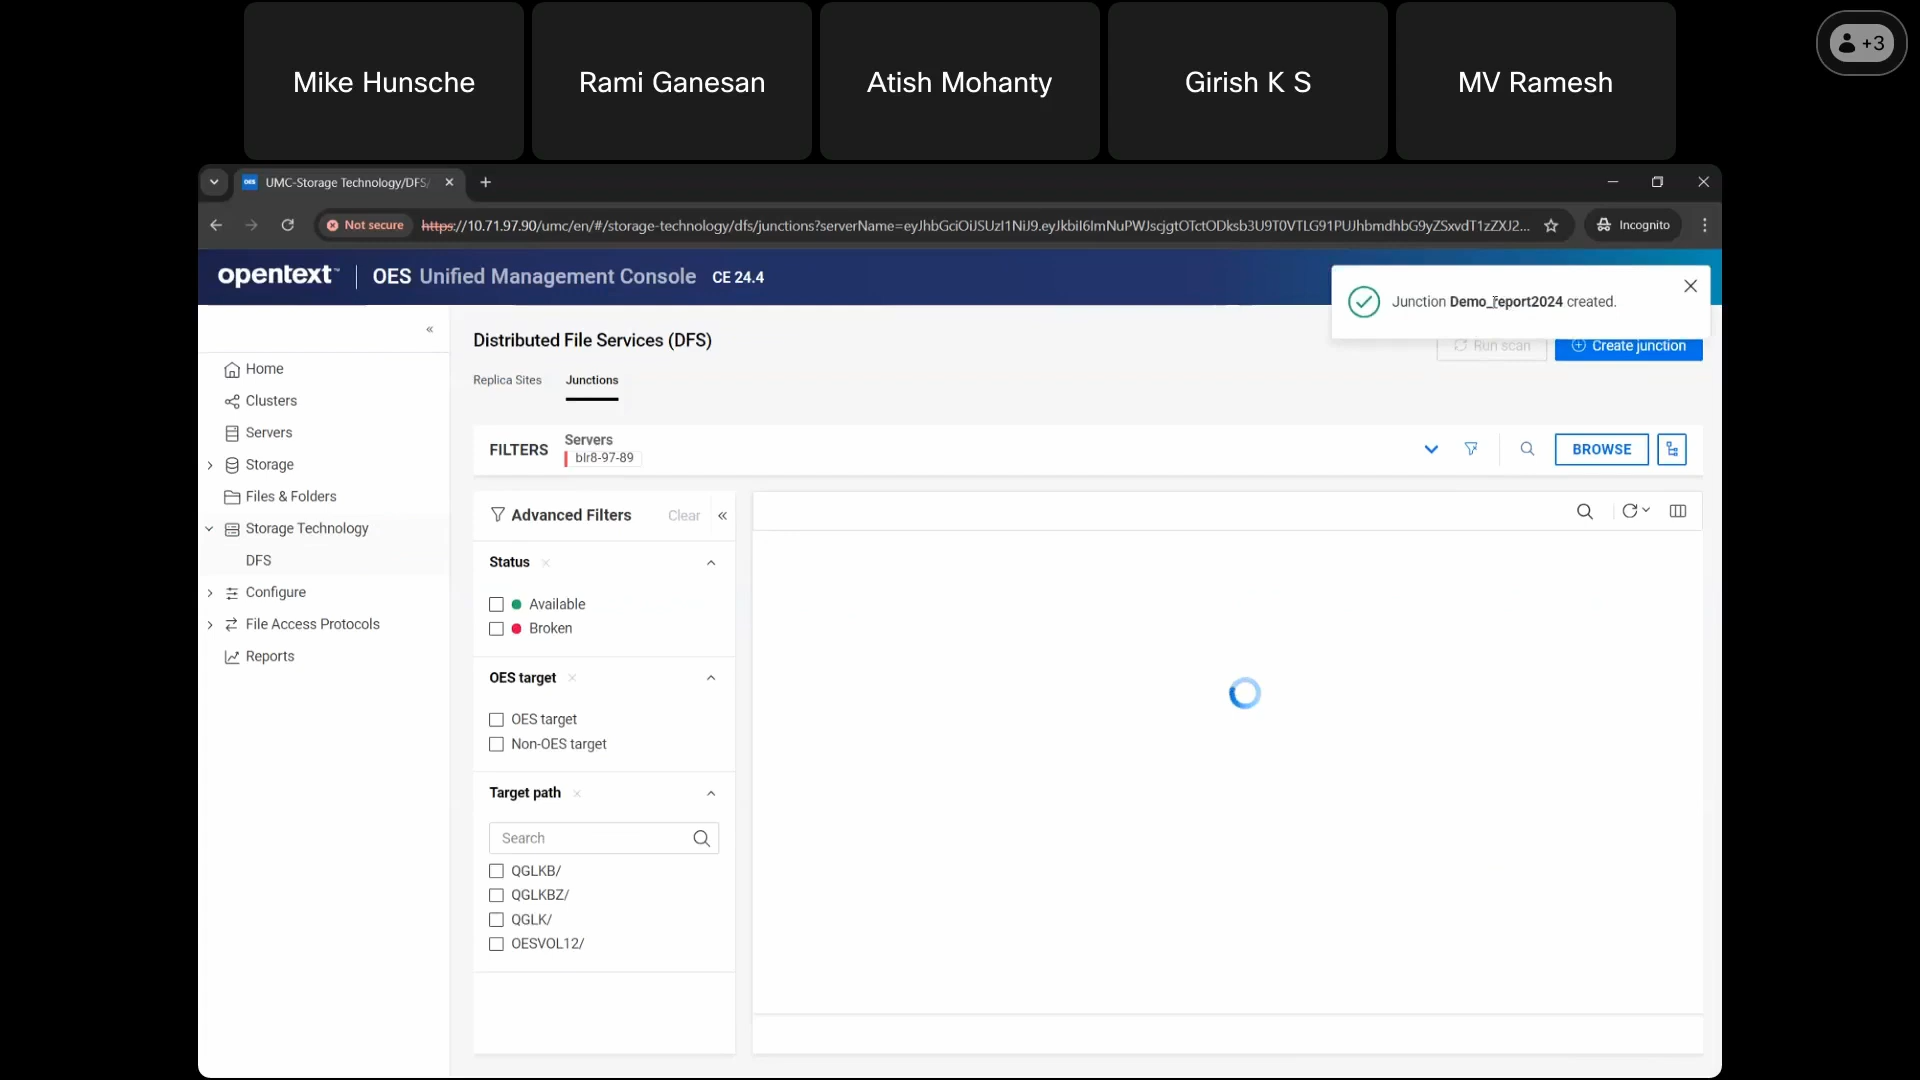 Mike Hunsche
Rami Ganesan
Atish Mohanty
Girish K S
MV Ramesh
+3
UMC-Storage Technology/DFS/
Not secure
https://10.71.97.90/umc/en/#/storage-technology/dfs/junctions?serverName=eyJhbGciOiJSUzI1NiJ9.eyJkbiI6ImNuPWJscjgtOTctODksb3U9T0VTLG91PUJhbmdhbG9yZSxvdT1zZXJ2...
Incognito
opentext™
OES Unified Management Console CE 24.4
Junction Demo_report2024 created.
Home
Clusters
Servers
Storage
Files & Folders
Storage Technology
DFS
Configure
File Access Protocols
Reports
Distributed File Services (DFS)
Run scan
Create junction
Replica Sites
Junctions
FILTERS
Servers
blr8-97-89
BROWSE
Advanced Filters
Clear
Status
Available
Broken
OES target
OES target
Non-OES target
Target path
Search
QGLKB/
QGLKBZ/
QGLK/
OESVOL12/